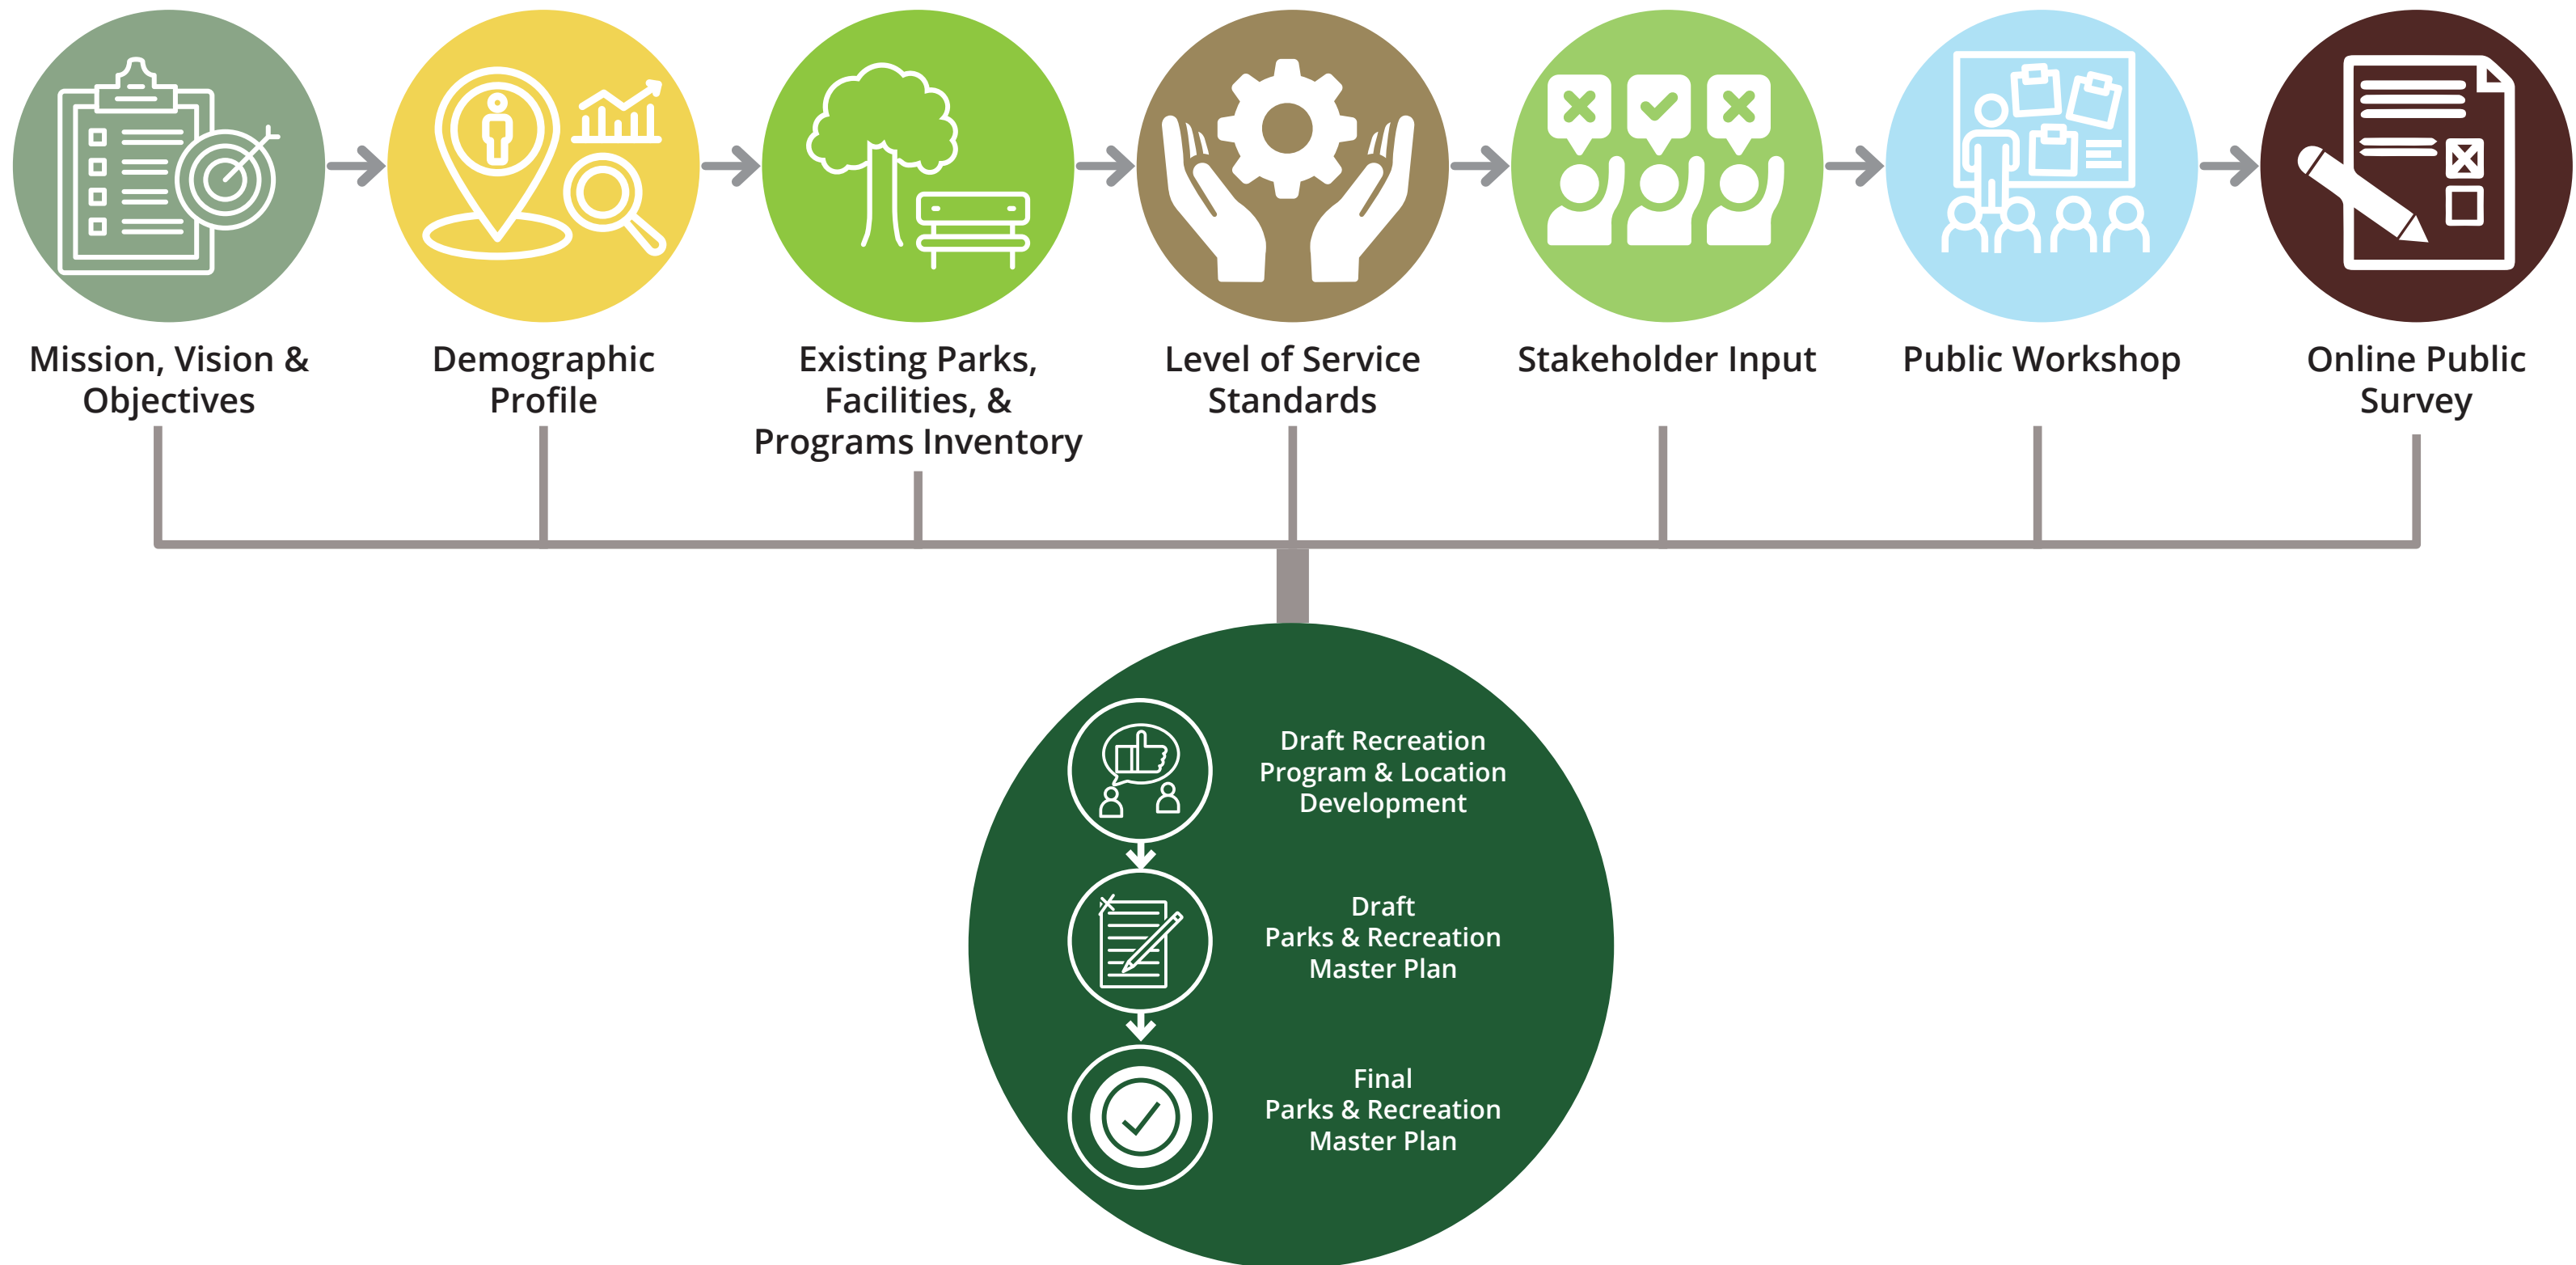 Mission, Vision &
Objectives
Demographic
Profile
Existing Parks,
Facilities, &
Programs Inventory
Level of Service
Standards
Stakeholder Input
Public Workshop
Online Public
Survey
Draft Recreation
Program & Location
Development
Draft
Parks & Recreation
Master Plan
Final
Parks & Recreation
Master Plan